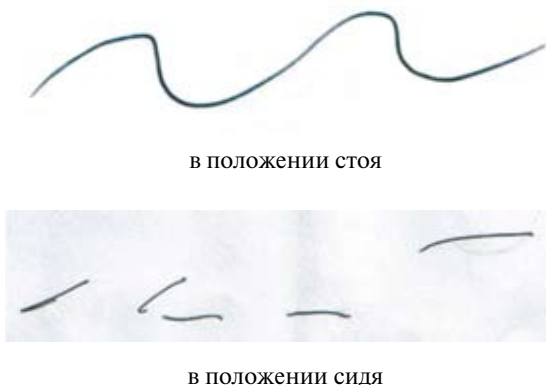 в положении стоя
в положении сидя